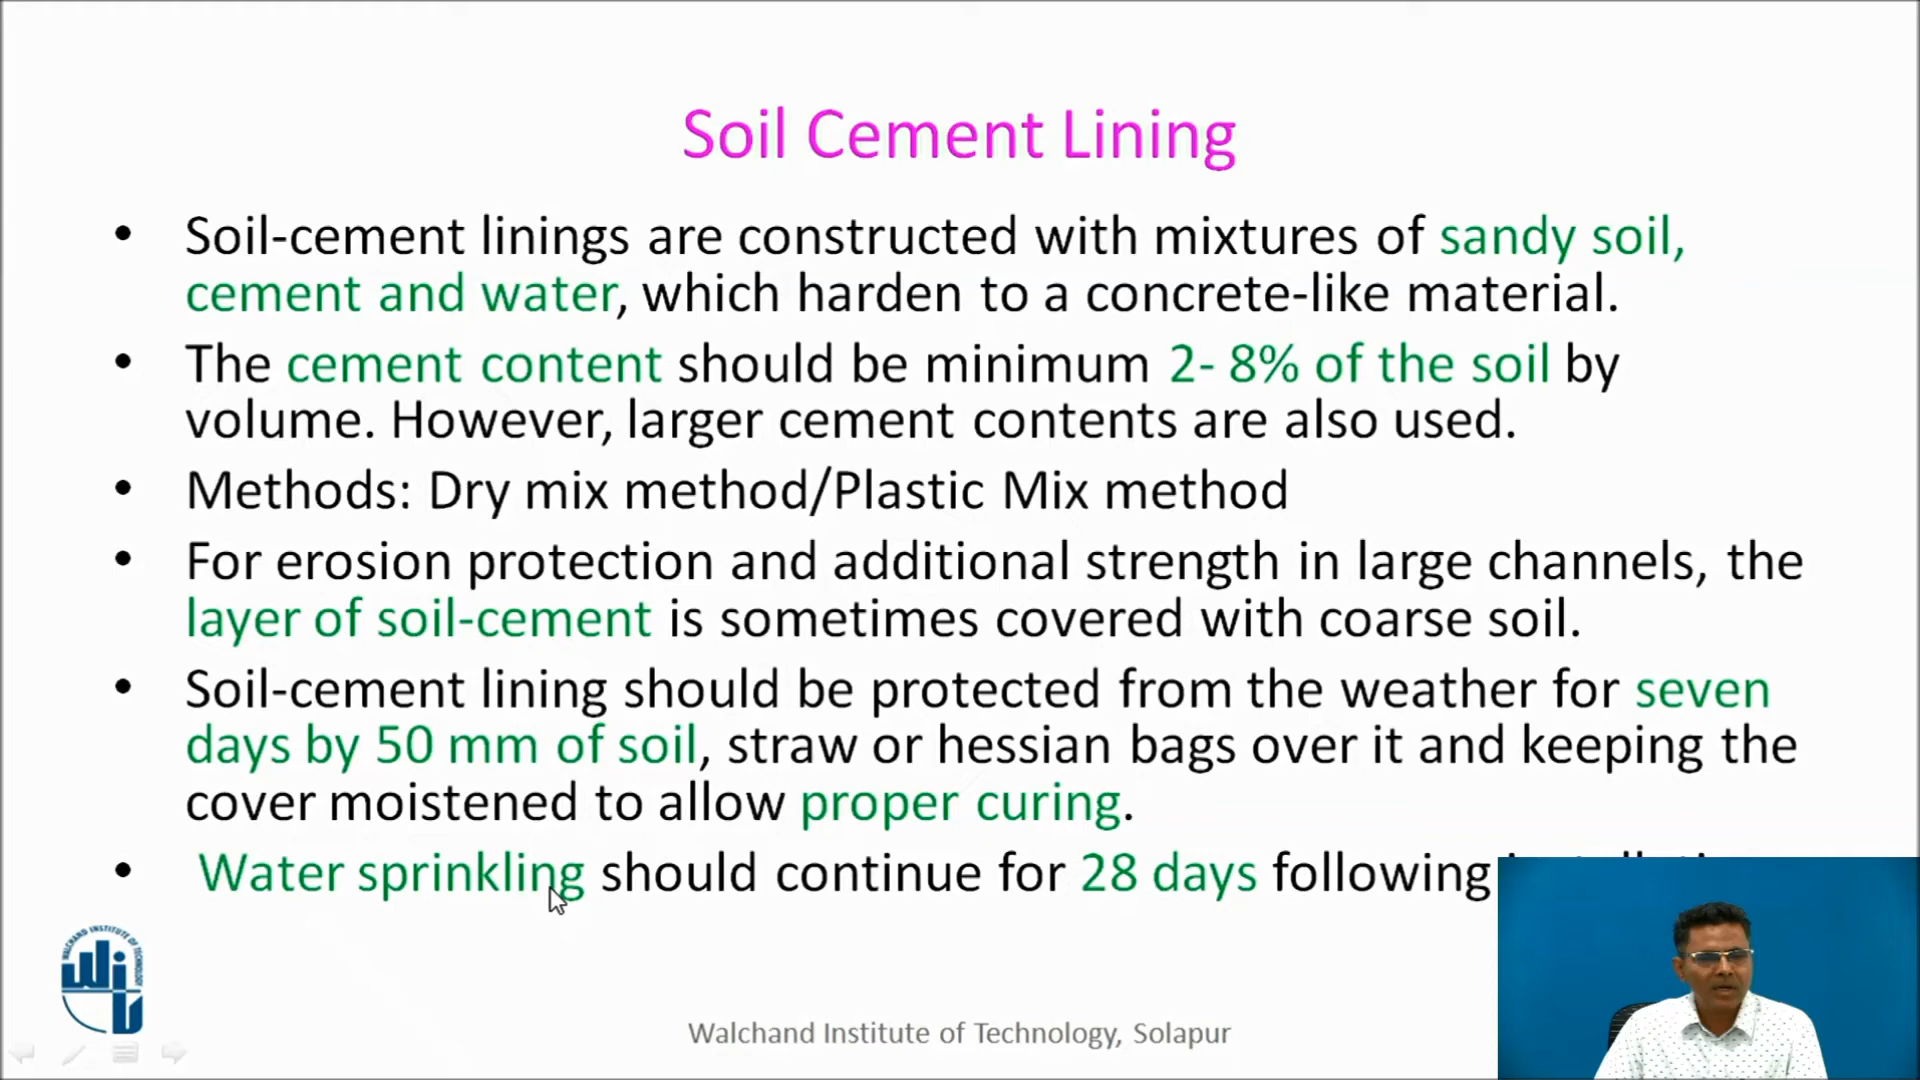 Soil Cement Lining
• Soil-cement linings are constructed with mixtures of sandy soil,
cement and water, which harden to a concrete-like material.
• The cement content should be minimum 2- 8% of the soil by
volume. However, larger cement contents are also used.
• Methods: Dry mix method/Plastic Mix method
• For erosion protection and additional strength in large channels, the
layer of soil-cement is sometimes covered with coarse soil.
• Soil-cement lining should be protected from the weather for seven
days by 50 mm of soil, straw or hessian bags over it and keeping the
cover moistened to allow proper curing.
• Water sprinkling should continue for 28 days following
WALCHAND INSTITUTE OF TECHNOLOGY
WIT
Walchand Institute of Technology, Solapur